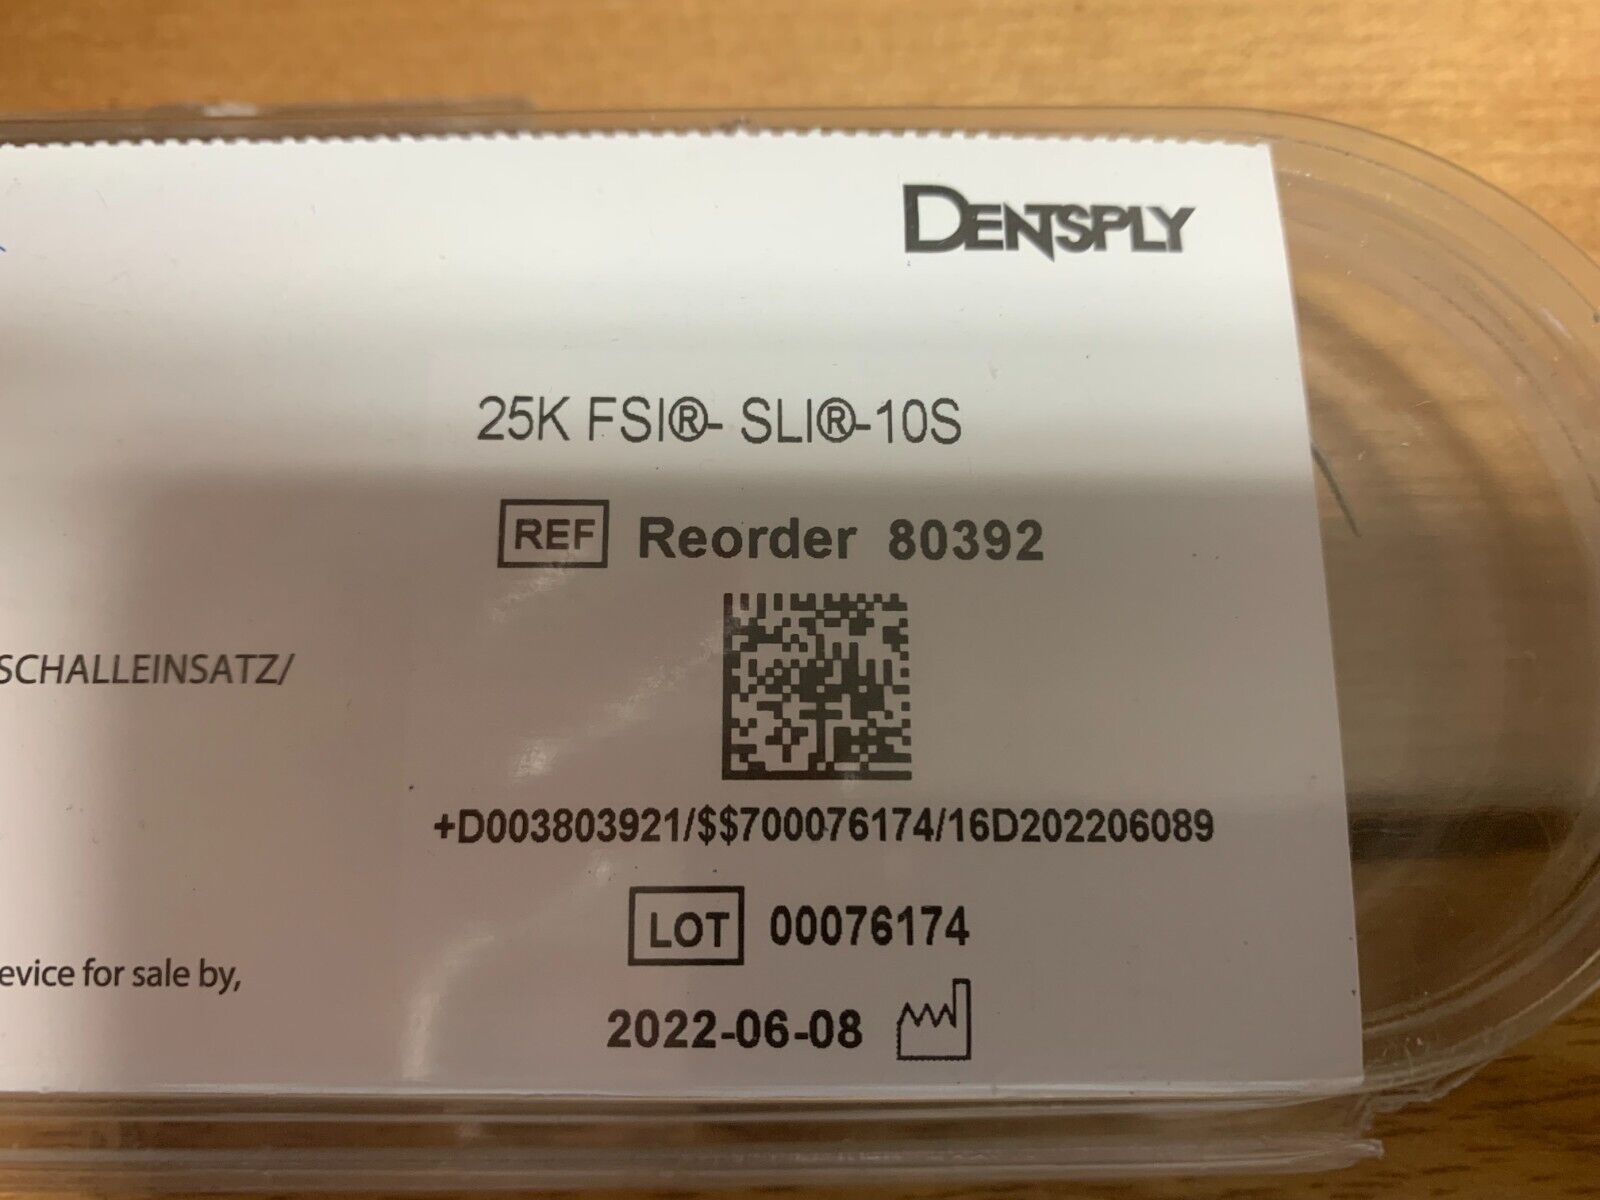 DENTSPLY
25K FSI®- SLI®-10S
REF Reorder 80392
SCHALLEINSATZ/
+D003803921/$$700076174/16D202206089
LOT 00076174
evice for sale by,
2022-06-08